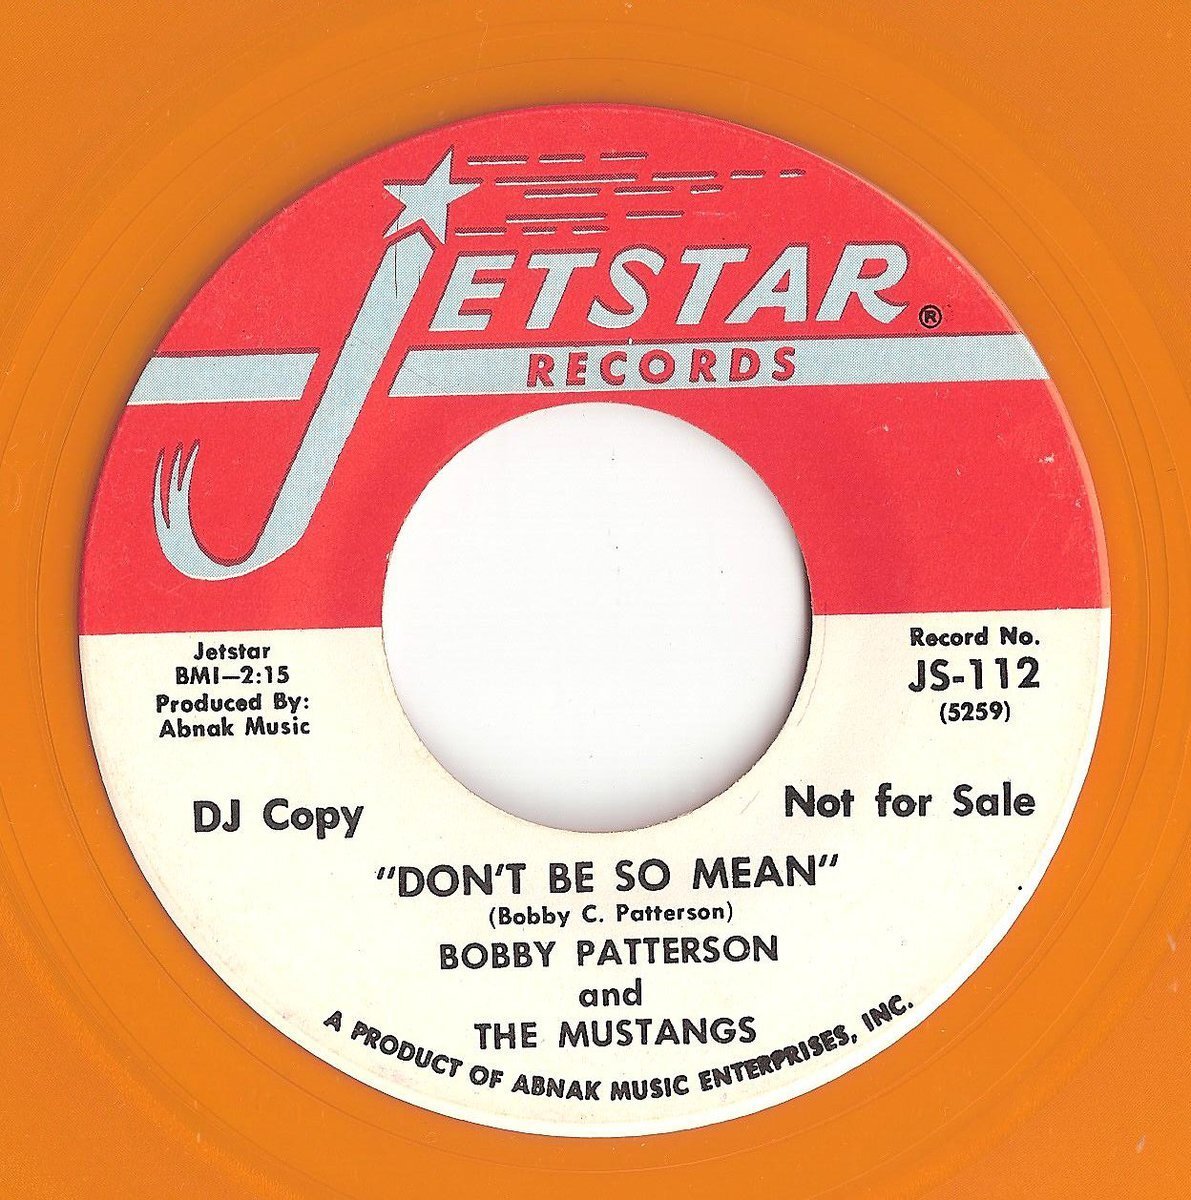 JETSTAR ®
RECORDS
Jetstar
BMI—2:15
Produced By:
Abnak Music
Record No.
JS-112
(5259)
DJ Copy
Not for Sale
"DON'T BE SO MEAN"
(Bobby C. Patterson)
BOBBY PATTERSON
and
THE MUSTANGS
A PRODUCT OF ABNAK MUSIC ENTERPRISES, INC.